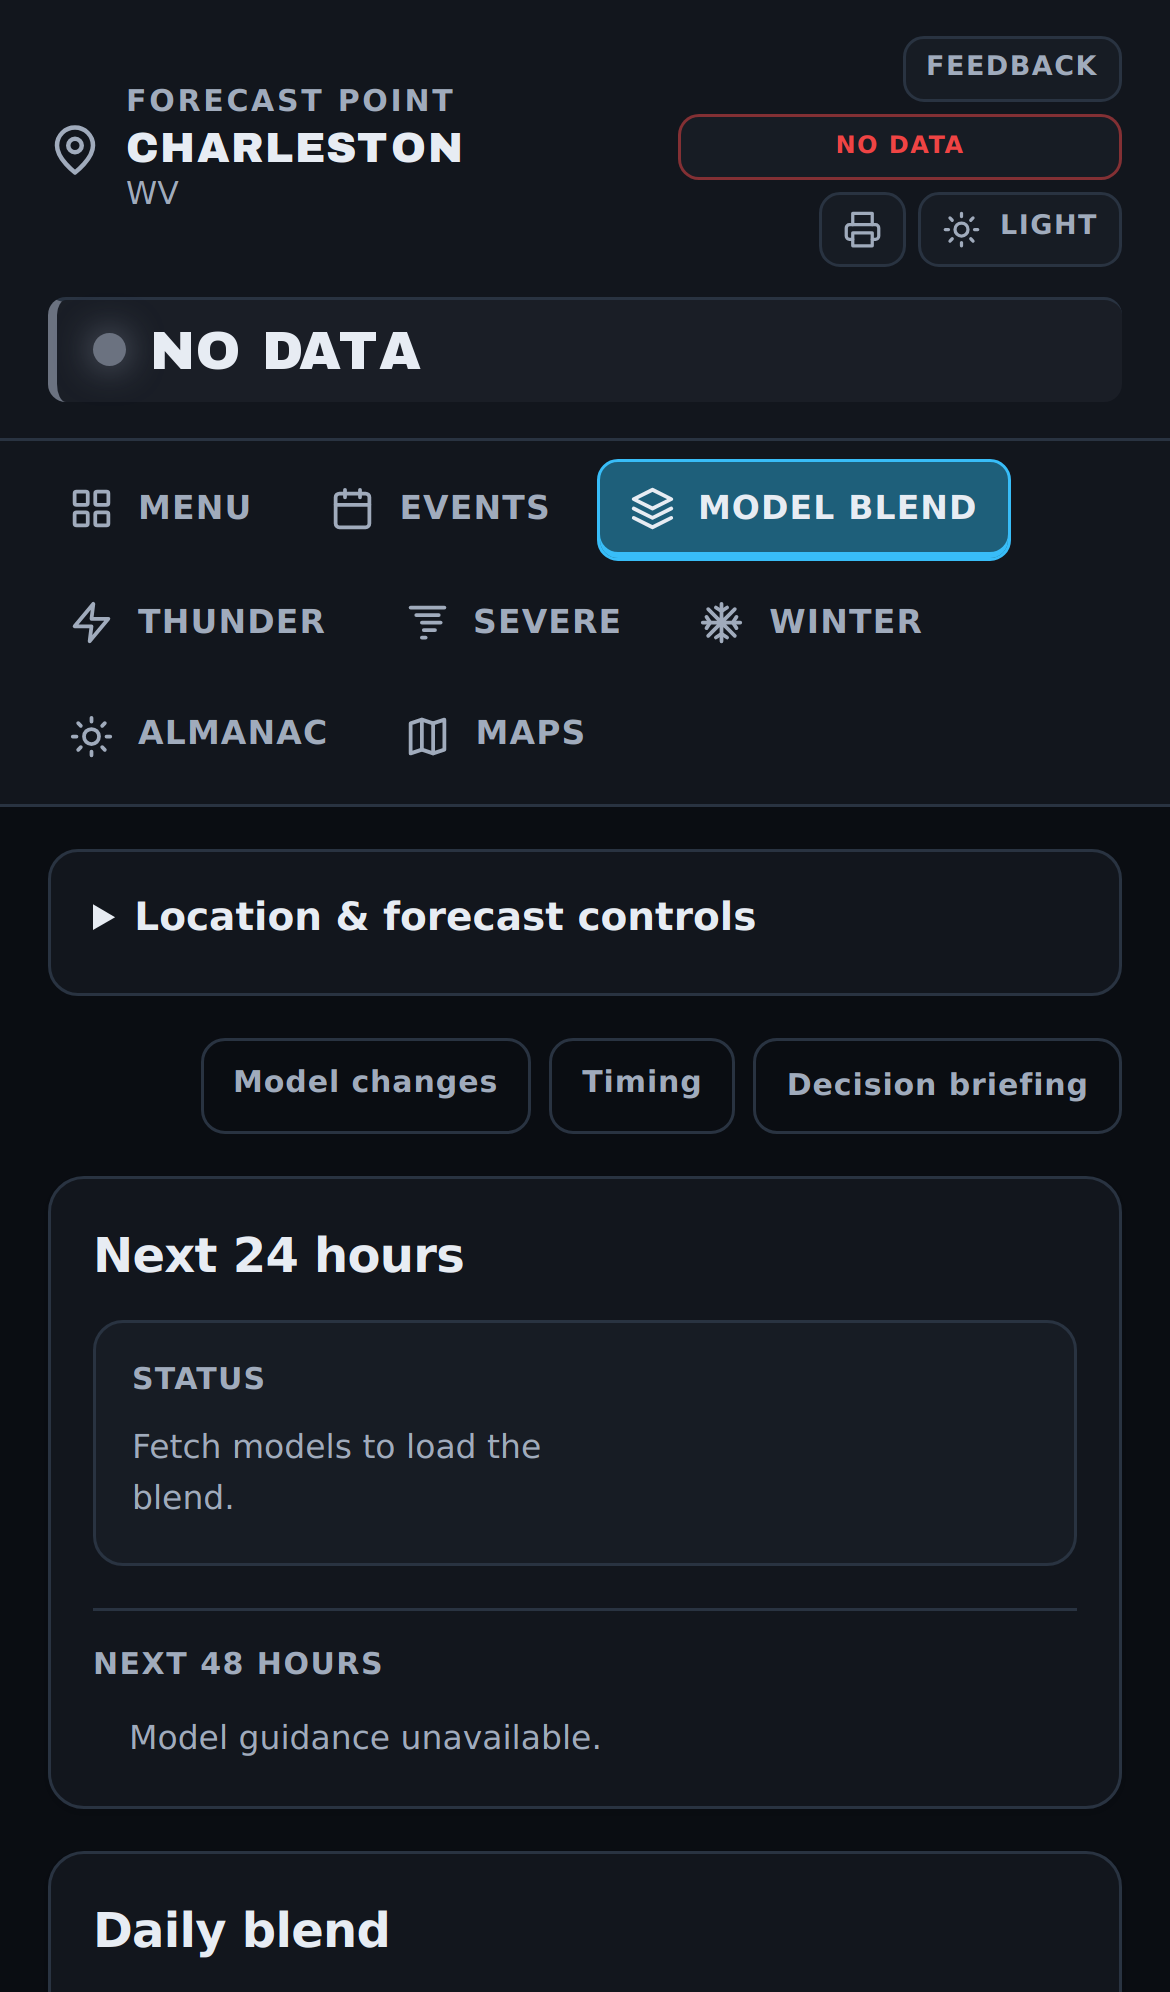 FORECAST POINT
CHARLESTON
WV
FEEDBACK
NO DATA
LIGHT
NO DATA
MENU
EVENTS
MODEL BLEND
THUNDER
SEVERE
WINTER
ALMANAC
MAPS
Location & forecast controls
Model changes
Timing
Decision briefing
Next 24 hours
STATUS
Fetch models to load the
blend.
NEXT 48 HOURS
Model guidance unavailable.
Daily blend